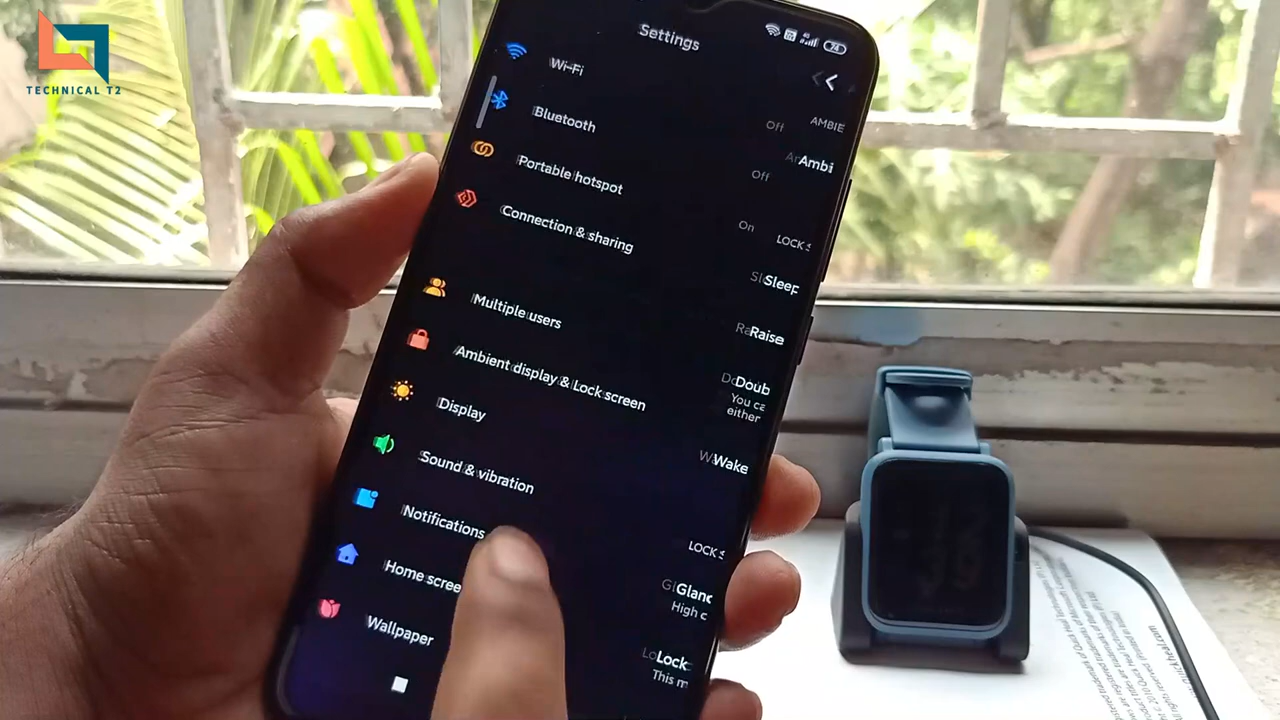 TECHNICAL T2
Settings
74
Wi-Fi
Bluetooth
Off
AMBIE
Ambi
Portable hotspot
Off
Connection & sharing
On
LOCK S
Sleep
Multiple users
Raise
Ambient display & Lock screen
Doub
You ca
either
Display
Wake
Sound & vibration
Notifications
LOCK S
Home scree
Glanc
High c
Wallpaper
Lock
This m